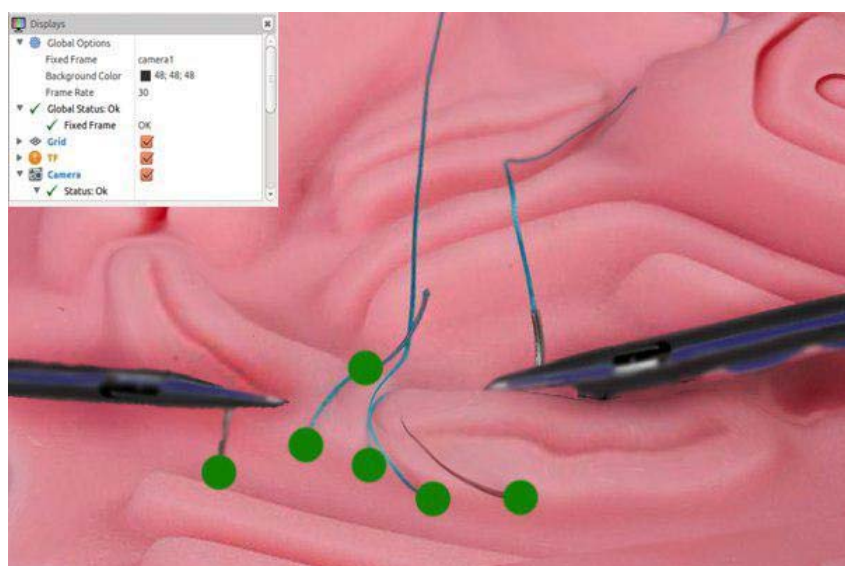 Displays
Global Options
Fixed Frame camera1
Background Color 48; 48; 48
Frame Rate 30
Global Status: Ok
Fixed Frame OK
Grid
TF
Camera
Status: Ok